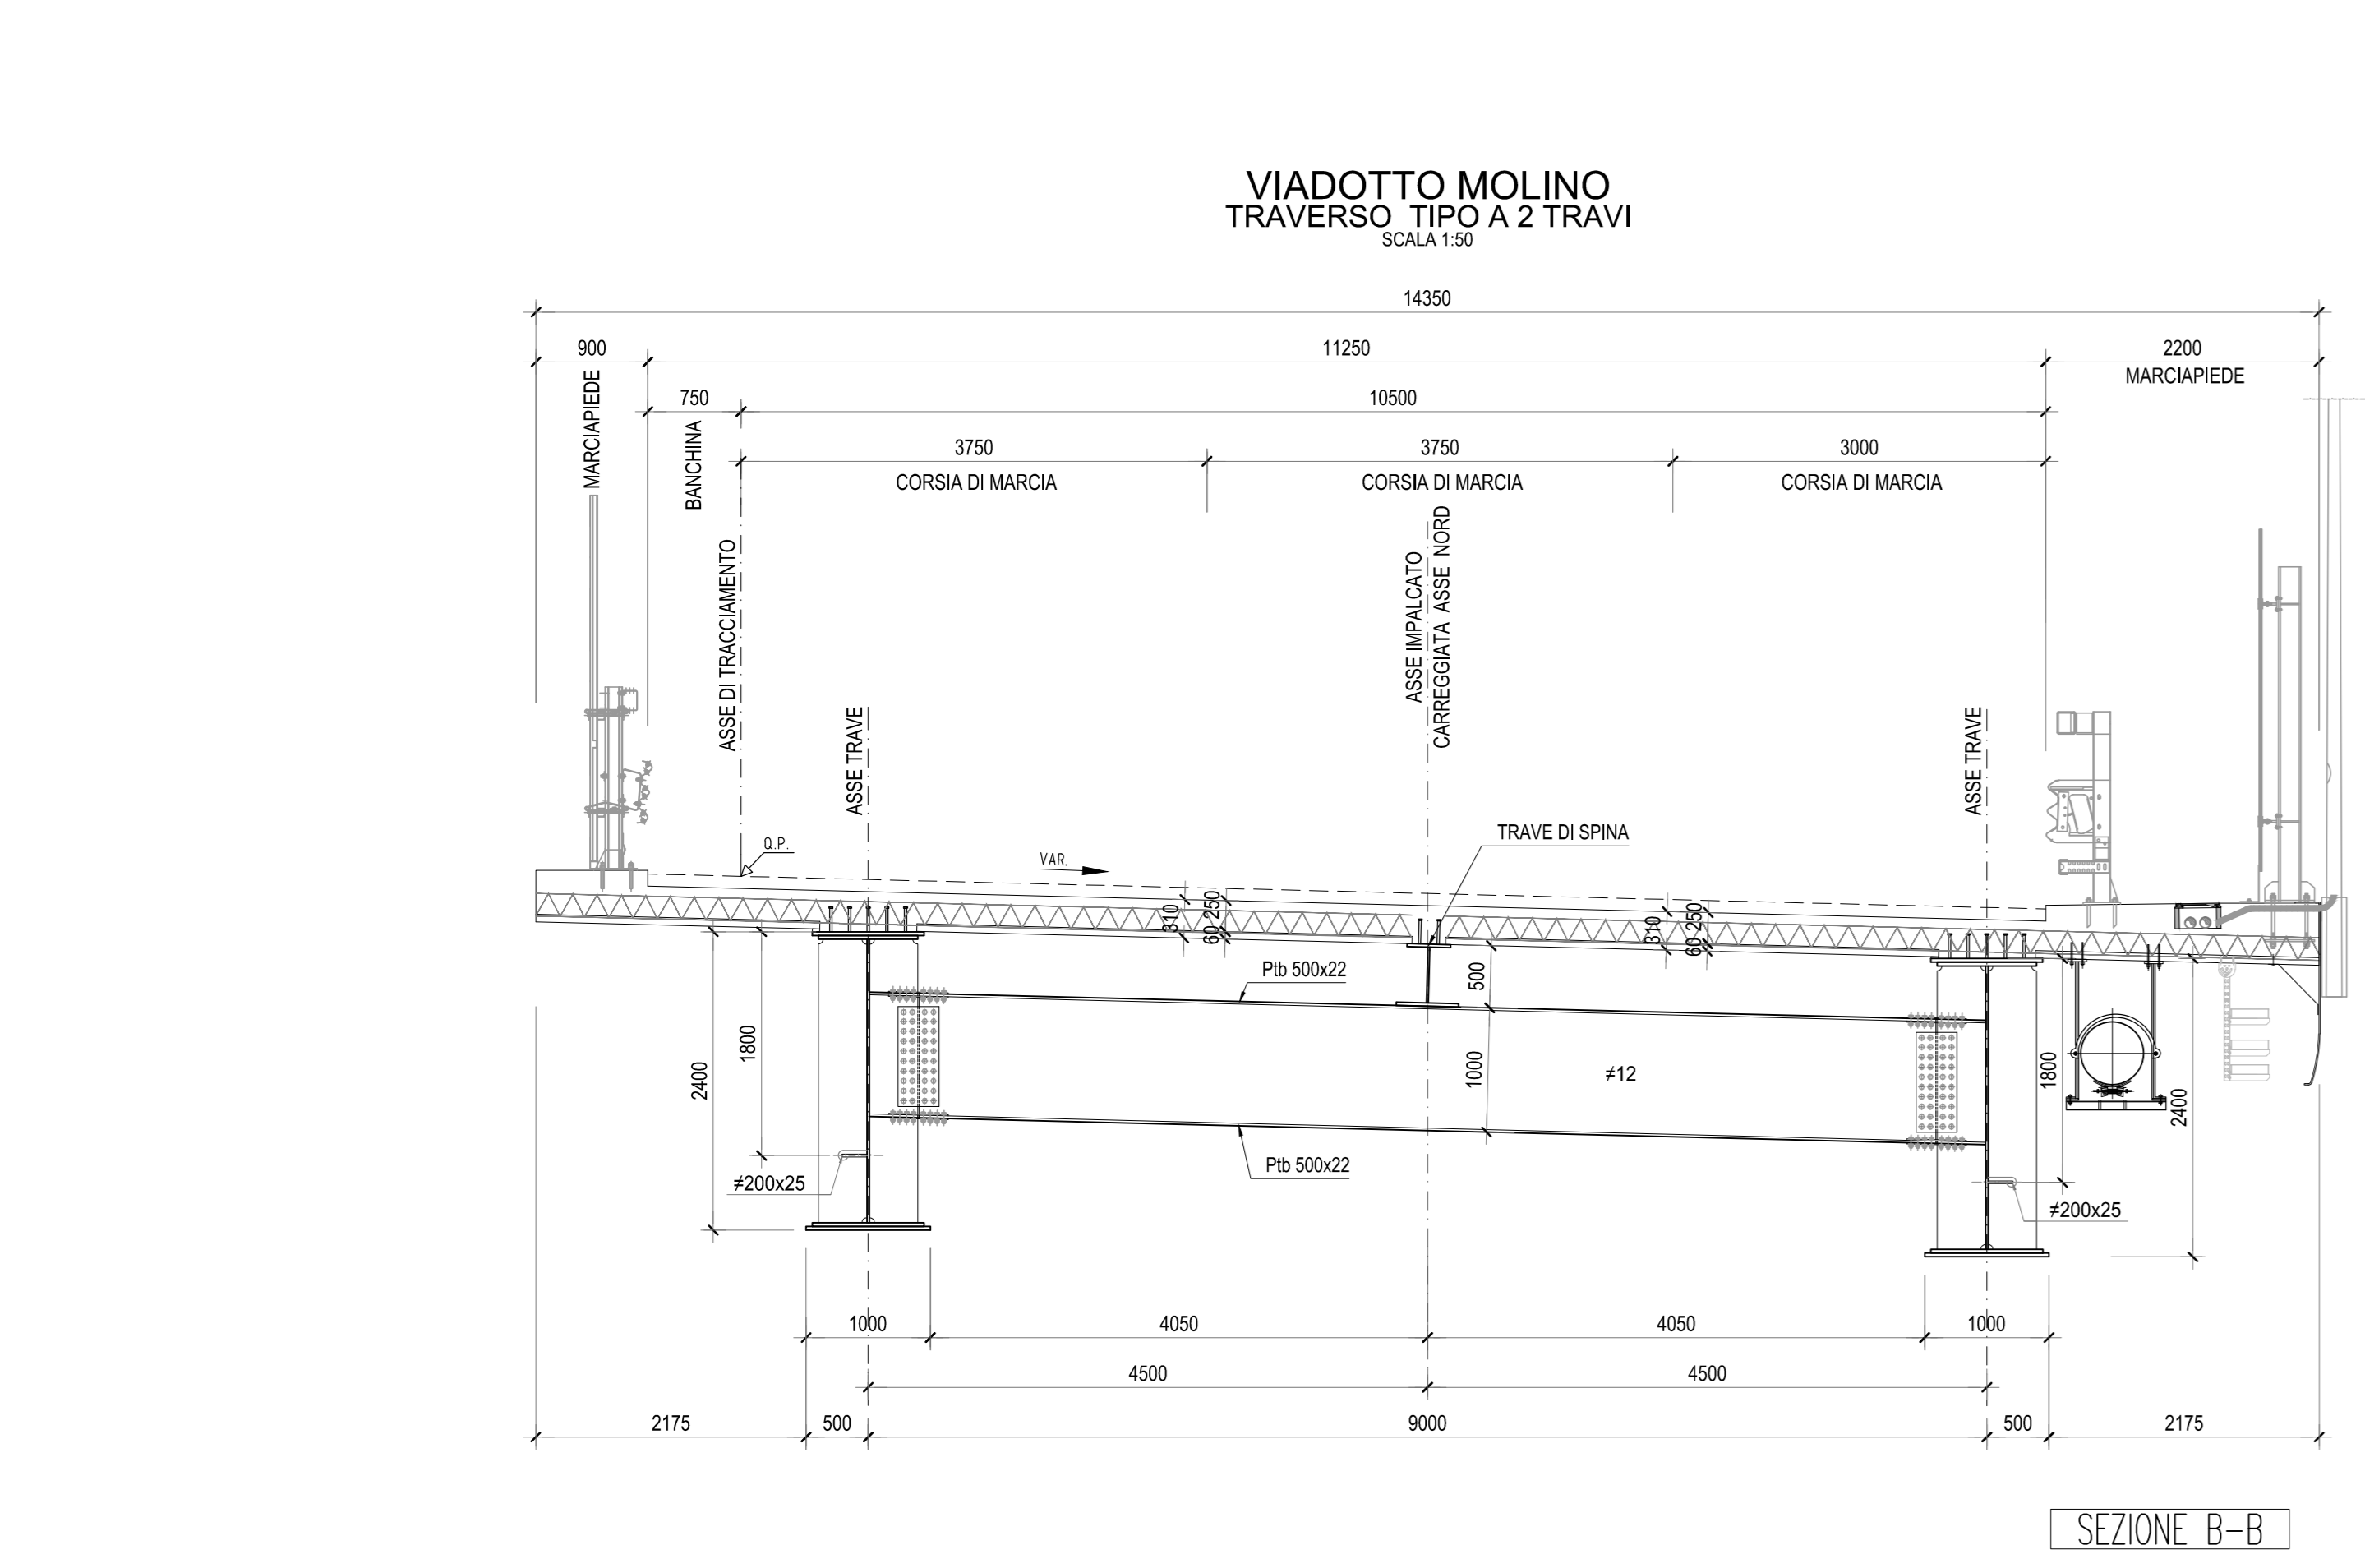 VIADOTTO MOLINO
TRAVERSO TIPO A 2 TRAVI
SCALA 1:50
14350
900
11250
2200
MARCIAPIEDE
MARCIAPIEDE
750
10500
BANCHINA
3750
3750
3000
CORSIA DI MARCIA
CORSIA DI MARCIA
CORSIA DI MARCIA
ASSE DI TRACCIAMENTO
ASSE IMPALCATO
CARREGGIATA ASSE NORD
ASSE TRAVE
ASSE TRAVE
Q.P.
VAR.
TRAVE DI SPINA
310
60 250
310
60 250
Ptb 500x22
500
1800
2400
1000
≠12
1800
2400
Ptb 500x22
≠200x25
≠200x25
1000
4050
4050
1000
4500
4500
2175
500
9000
500
2175
SEZIONE B-B